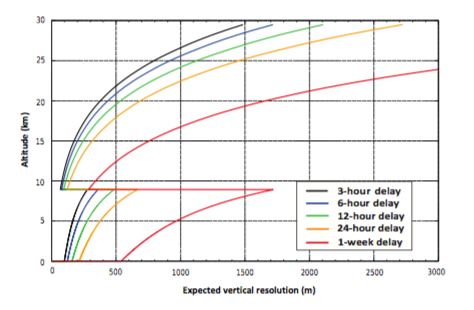 30
25
20
15
10
5
0
Altitude (km)
0 500 1000 1500 2000 2500 3000
Expected vertical resolution (m)
3-hour delay
6-hour delay
12-hour delay
24-hour delay
1-week delay